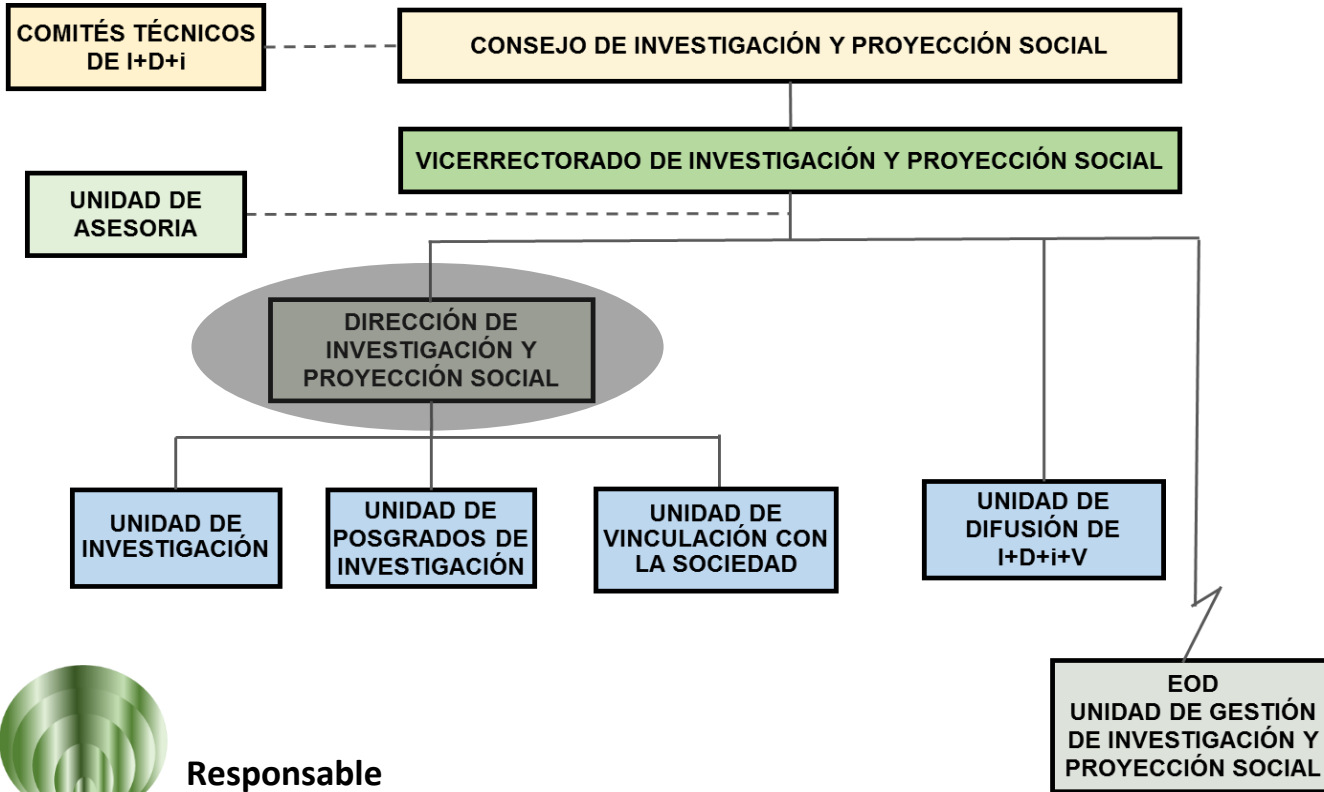 COMITÉS TÉCNICOS
DE I+D+i
CONSEJO DE INVESTIGACIÓN Y PROYECCIÓN SOCIAL
VICERRECTORADO DE INVESTIGACIÓN Y PROYECCIÓN SOCIAL
UNIDAD DE
ASESORIA
DIRECCIÓN DE
INVESTIGACIÓN Y
PROYECCIÓN SOCIAL
UNIDAD DE
INVESTIGACIÓN
UNIDAD DE
POSGRADOS DE
INVESTIGACIÓN
UNIDAD DE
VINCULACIÓN CON
LA SOCIEDAD
UNIDAD DE
DIFUSIÓN DE
I+D+i+V
EOD
UNIDAD DE GESTIÓN
DE INVESTIGACIÓN Y
PROYECCIÓN SOCIAL
Responsable